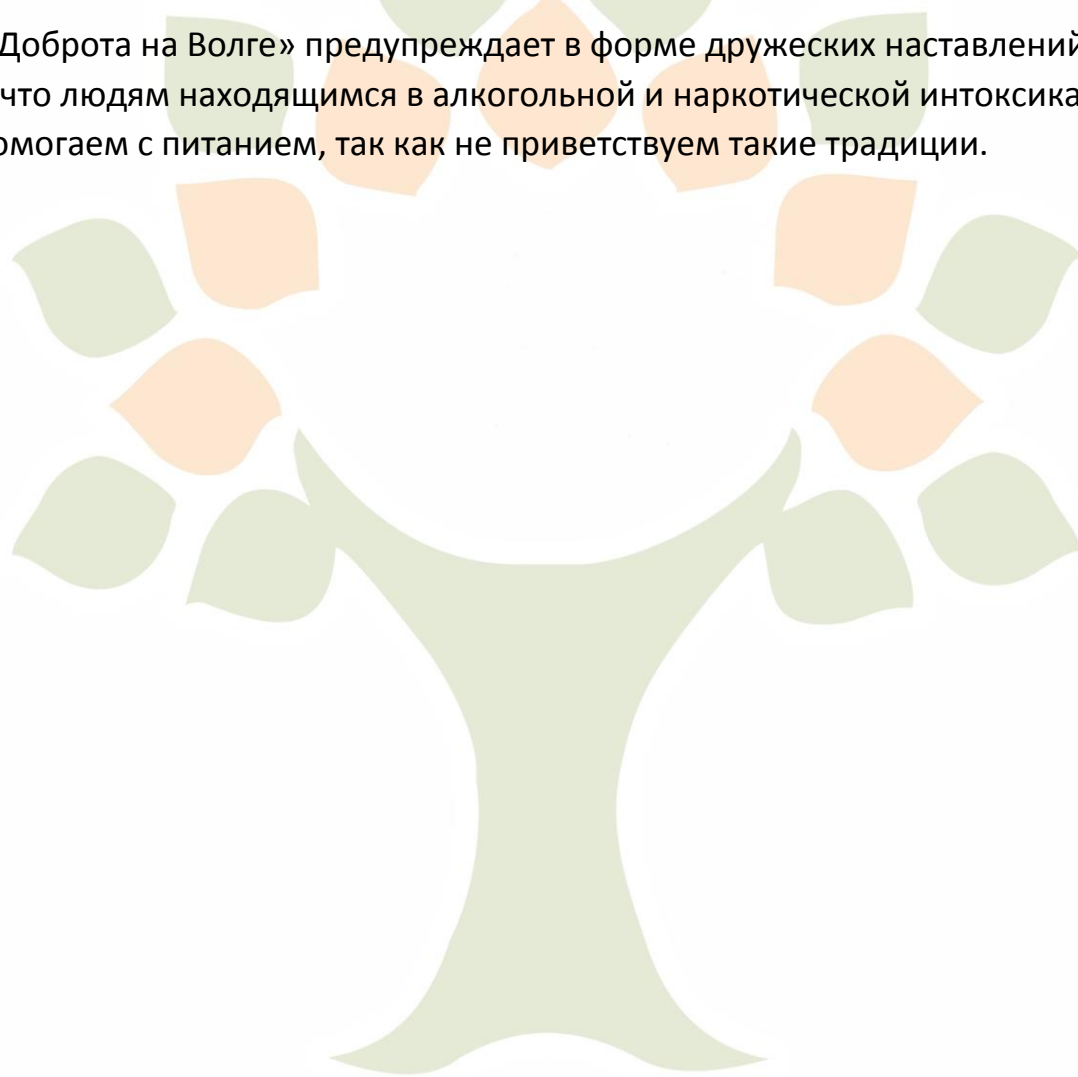 Доброта на Волге» предупреждает в форме дружеских наставлений
что людям находящимся в алкогольной и наркотической интоксика
омогаем с питанием, так как не приветствуем такие традиции.